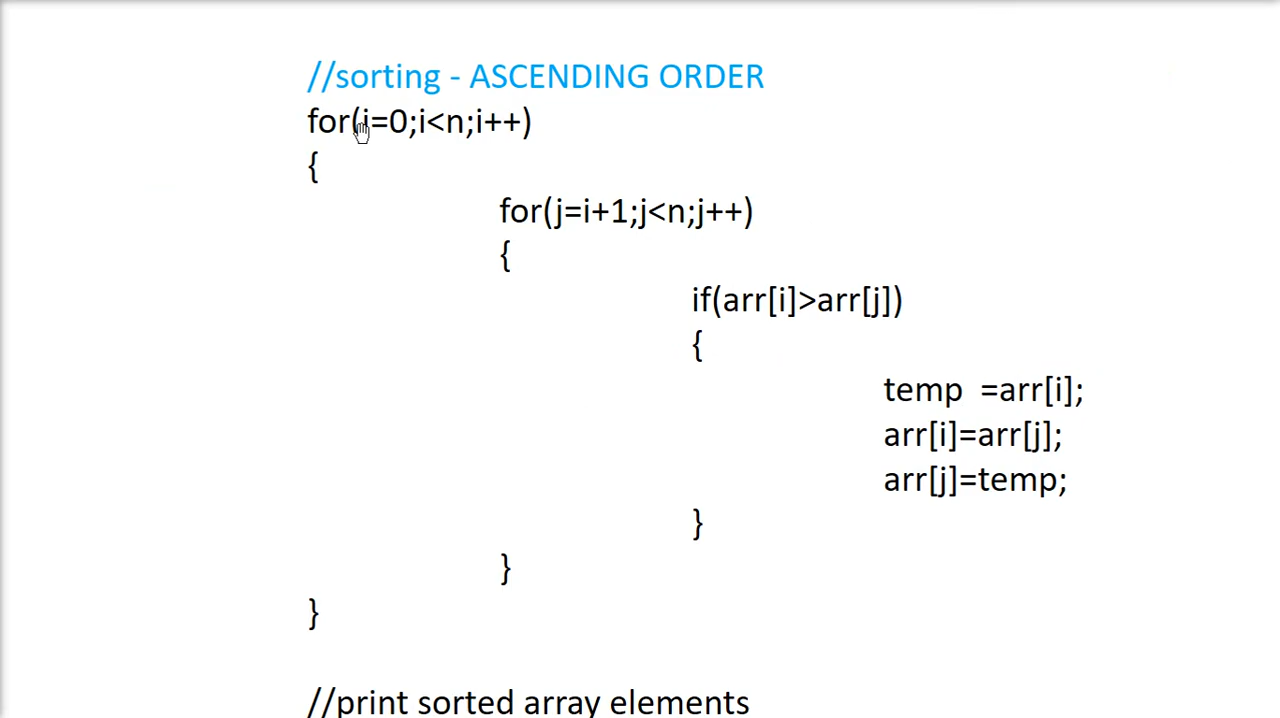 //sorting - ASCENDING ORDER
for(i=0;i<n;i++)
{
for(j=i+1;j<n;j++)
{
if(arr[i]>arr[j])
{
temp  =arr[i];
arr[i]=arr[j];
arr[j]=temp;
}
}
}
//print sorted array elements